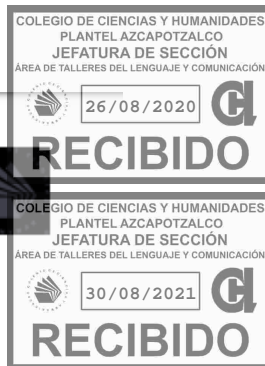 COLEGIO DE CIENCIAS Y HUMANIDADES
PLANTEL AZCAPOTZALCO
JEFATURA DE SECCIÓN
ÁREA DE TALLERES DEL LENGUAJE Y COMUNICACIÓN
26/08/2020
RECIBIDO
COLEGIO DE CIENCIAS Y HUMANIDADES
PLANTEL AZCAPOTZALCO
JEFATURA DE SECCIÓN
ÁREA DE TALLERES DEL LENGUAJE Y COMUNICACIÓN
30/08/2021
RECIBIDO